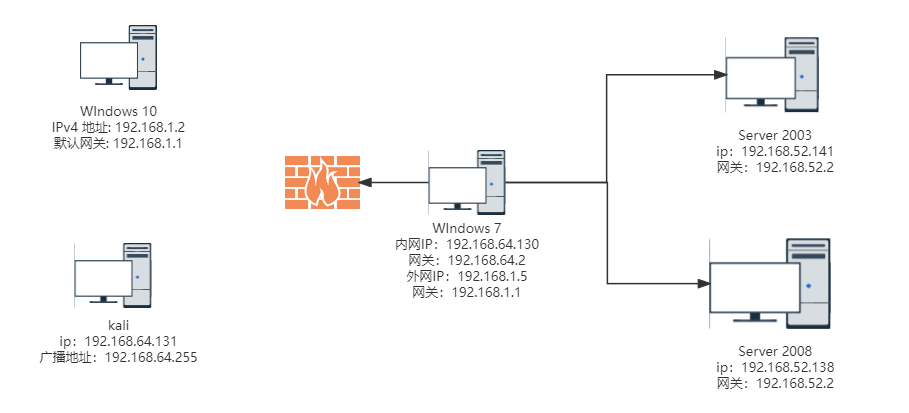 WIndows 10
IPv4 地址: 192.168.1.2
默认网关: 192.168.1.1
kali
ip：192.168.64.131
广播地址：192.168.64.255
WIndows 7
内网IP：192.168.64.130
网关：192.168.64.2
外网IP：192.168.1.5
网关：192.168.1.1
Server 2003
ip：192.168.52.141
网关：192.168.52.2
Server 2008
ip：192.168.52.138
网关：192.168.52.2